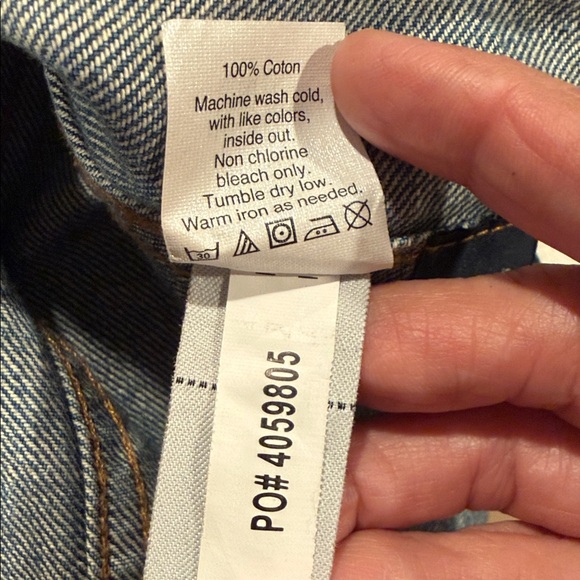 100% Coton
Machine wash cold,
with like colors,
inside out.
Non chlorine
bleach only.
Tumble dry low.
Warm iron as needed.
30
PO# 4059805